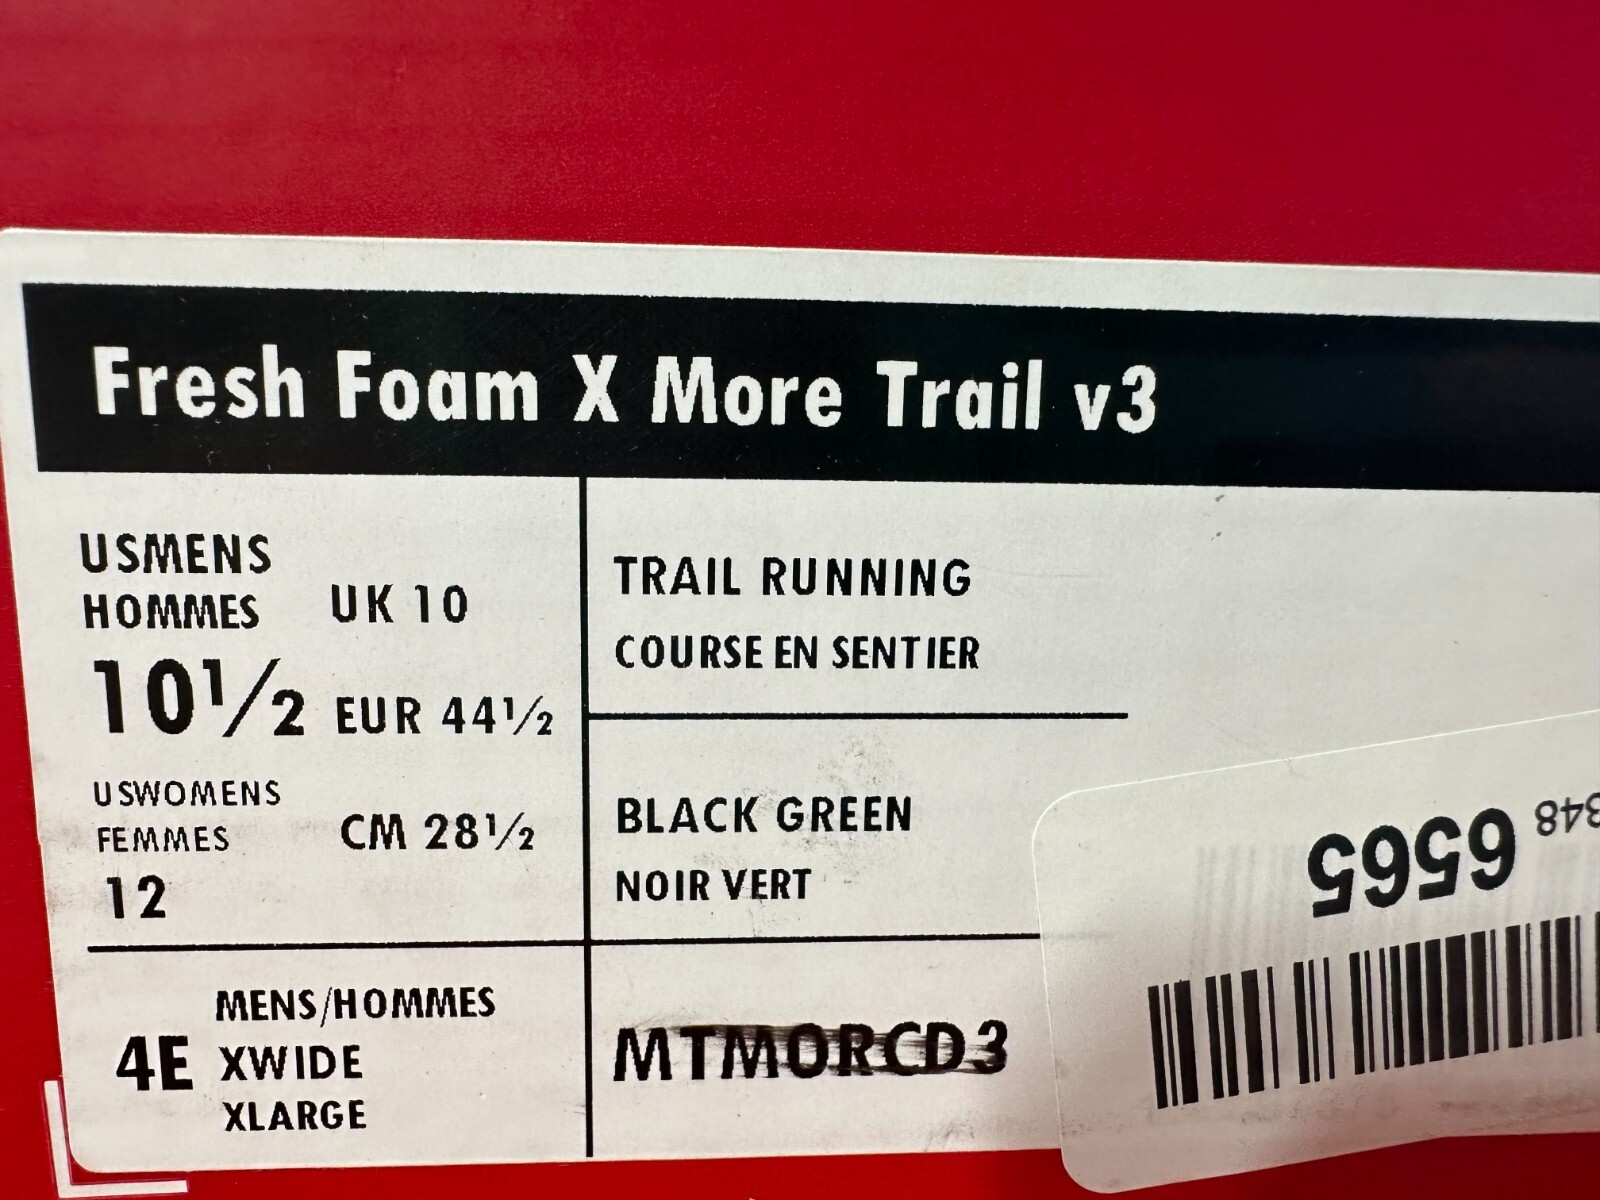 Fresh Foam X More Trail v3
USMENS
HOMMES
10½
UK 10
EUR 44½
USWOMENS
FEMMES
12
CM 28½
TRAIL RUNNING
COURSE EN SENTIER
BLACK GREEN
NOIR VERT
4E
MENS/HOMMES
XWIDE
XLARGE
MTMORCD3
348 6565